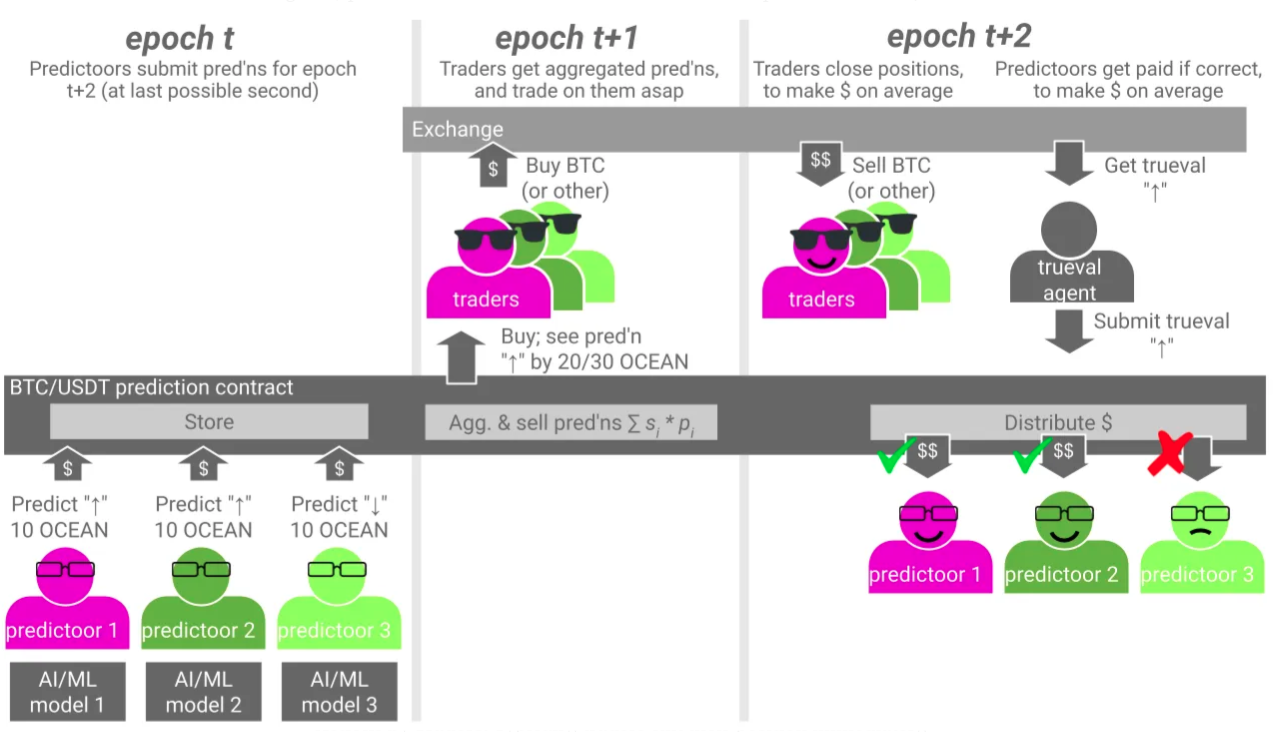 epoch t
Predictoors submit pred'ns for epoch
t+2 (at last possible second)
epoch t+1
Traders get aggregated pred'ns,
and trade on them asap
epoch t+2
Traders close positions,
to make $ on average
Predictoors get paid if correct,
to make $ on average
Exchange
$
Buy BTC
(or other)
$$
Sell BTC
(or other)
Get trueval
"↑"
traders
traders
trueval
agent
Buy; see pred'n
"↑" by 20/30 OCEAN
Submit trueval
"↑"
BTC/USDT prediction contract
Store
Agg. & sell pred'ns ∑ sᵢ * pᵢ
Distribute $
$
$
$
$$
$$
Predict "↑"
10 OCEAN
Predict "↑"
10 OCEAN
Predict "↓"
10 OCEAN
predictoor 1
predictoor 2
predictoor 3
predictoor 1
predictoor 2
predictoor 3
AI/ML
model 1
AI/ML
model 2
AI/ML
model 3